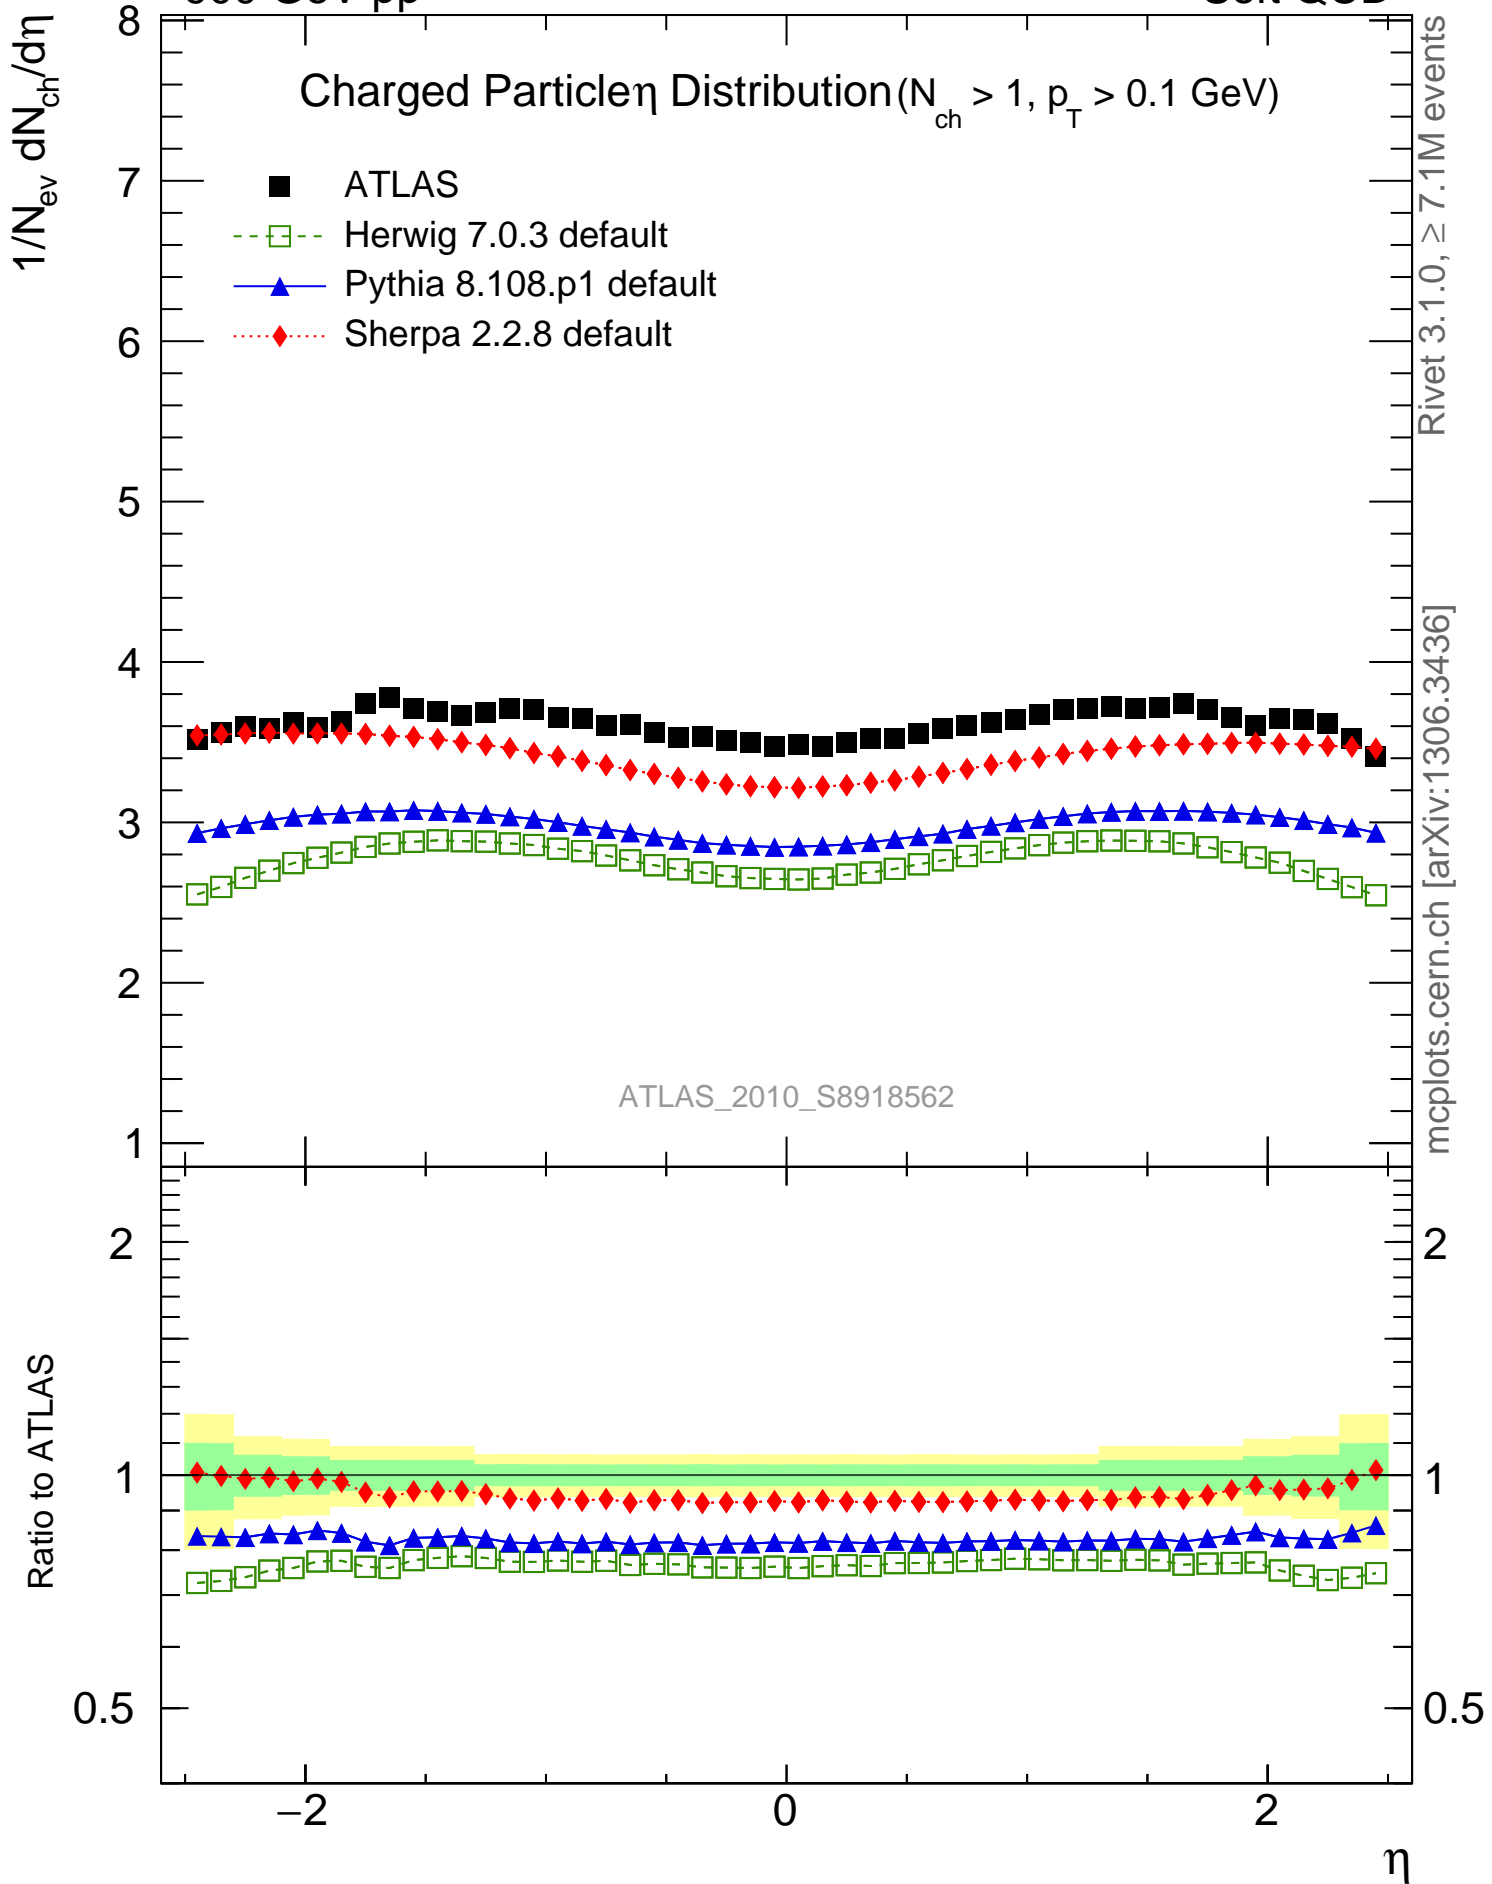 1/N_ev dN_ch/dη
Charged Particleη Distribution(N_ch > 1, p_T > 0.1 GeV)
ATLAS
Herwig 7.0.3 default
Pythia 8.108.p1 default
Sherpa 2.2.8 default
8
7
6
5
4
3
2
1
ATLAS_2010_S8918562
Rivet 3.1.0, ≥ 7.1M events
mcplots.cern.ch [arXiv:1306.3436]
Ratio to ATLAS
2
1
0.5
2
1
0.5
−2
0
2
η